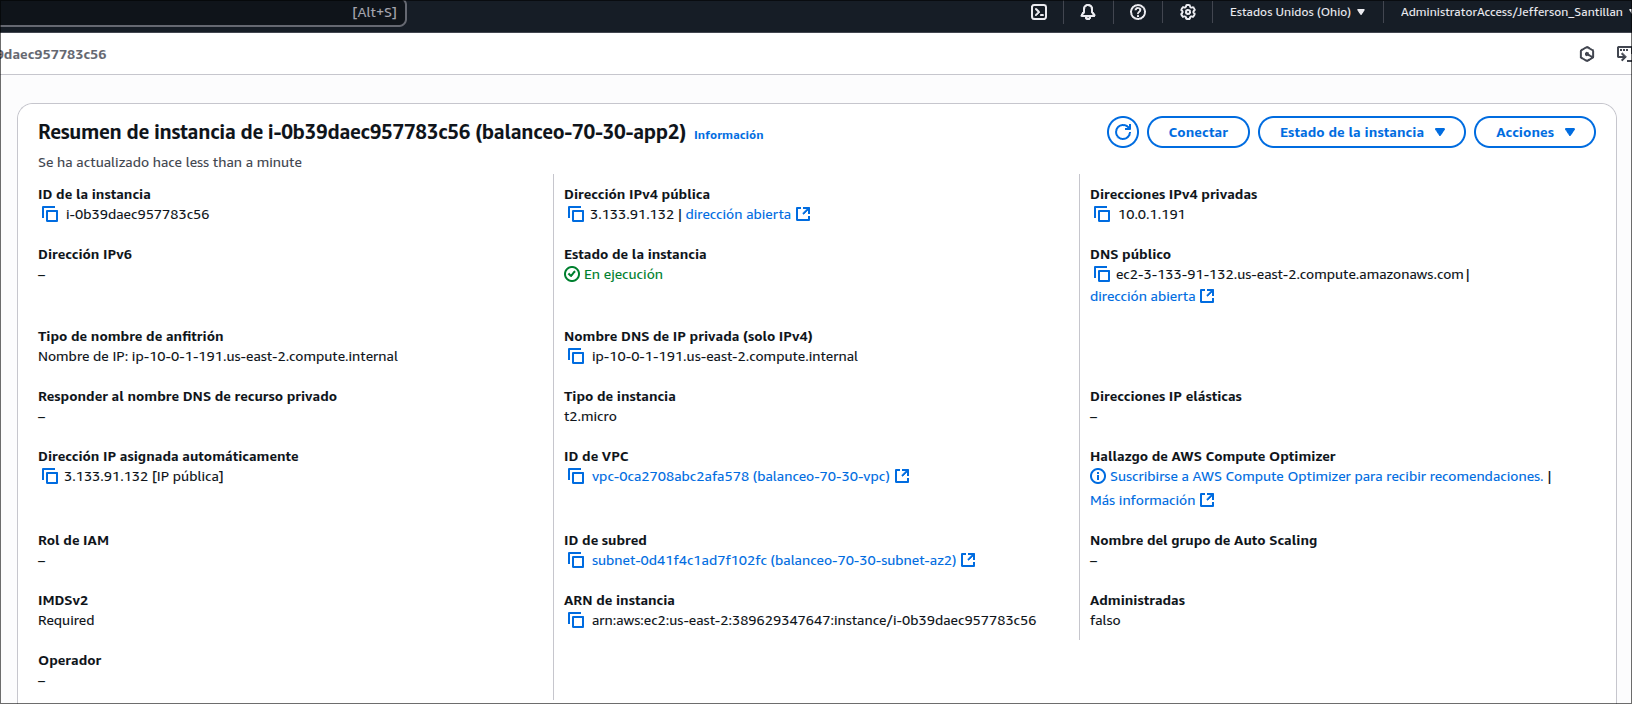 [Alt+S]
Estados Unidos (Ohio)
AdministratorAccess/Jefferson_Santillan
9daec957783c56
Resumen de instancia de i-0b39daec957783c56 (balanceo-70-30-app2) Información
Conectar
Estado de la instancia
Acciones
Se ha actualizado hace less than a minute
ID de la instancia
i-0b39daec957783c56
Dirección IPv4 pública
3.133.91.132 | dirección abierta
Direcciones IPv4 privadas
10.0.1.191
Dirección IPv6
–
Estado de la instancia
En ejecución
DNS público
ec2-3-133-91-132.us-east-2.compute.amazonaws.com |
dirección abierta
Tipo de nombre de anfitrión
Nombre de IP: ip-10-0-1-191.us-east-2.compute.internal
Nombre DNS de IP privada (solo IPv4)
ip-10-0-1-191.us-east-2.compute.internal
Responder al nombre DNS de recurso privado
–
Tipo de instancia
t2.micro
Direcciones IP elásticas
–
Dirección IP asignada automáticamente
3.133.91.132 [IP pública]
ID de VPC
vpc-0ca2708abc2afa578 (balanceo-70-30-vpc)
Hallazgo de AWS Compute Optimizer
Suscribirse a AWS Compute Optimizer para recibir recomendaciones. |
Más información
Rol de IAM
–
ID de subred
subnet-0d41f4c1ad7f102fc (balanceo-70-30-subnet-az2)
Nombre del grupo de Auto Scaling
–
IMDSv2
Required
ARN de instancia
arn:aws:ec2:us-east-2:389629347647:instance/i-0b39daec957783c56
Administradas
falso
Operador
–